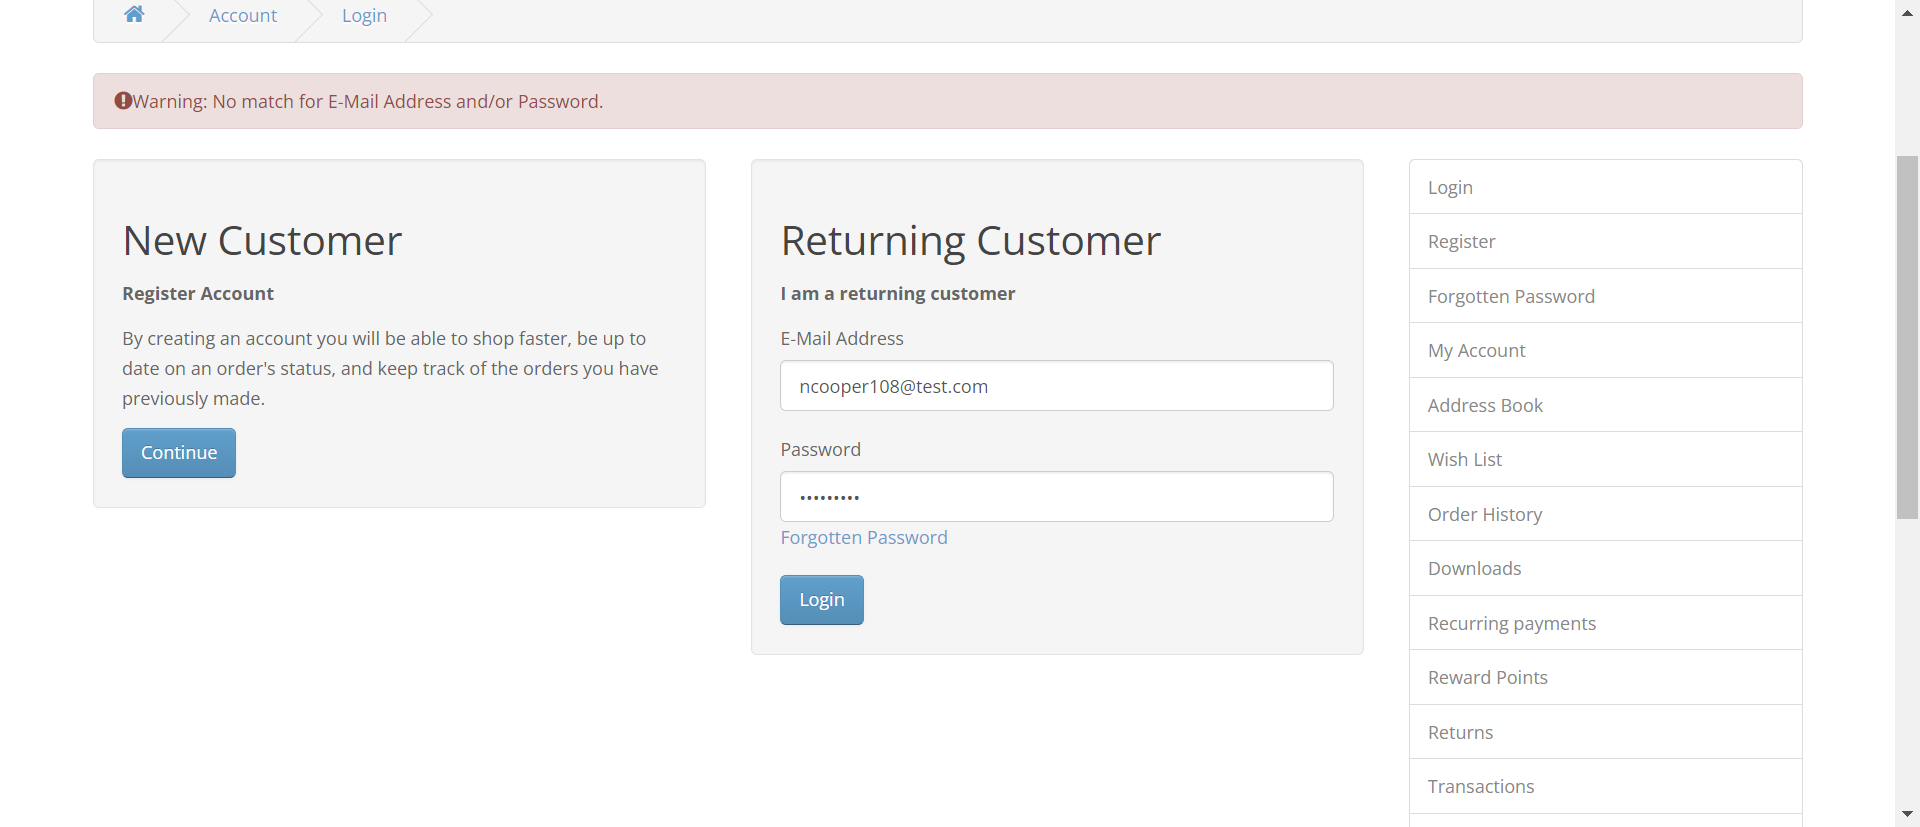 Account
Login
Warning: No match for E-Mail Address and/or Password.
New Customer
Register Account
By creating an account you will be able to shop faster, be up to
date on an order's status, and keep track of the orders you have
previously made.
Continue
Returning Customer
I am a returning customer
E-Mail Address
ncooper108@test.com
Password
•••••••••
Forgotten Password
Login
Login
Register
Forgotten Password
My Account
Address Book
Wish List
Order History
Downloads
Recurring payments
Reward Points
Returns
Transactions